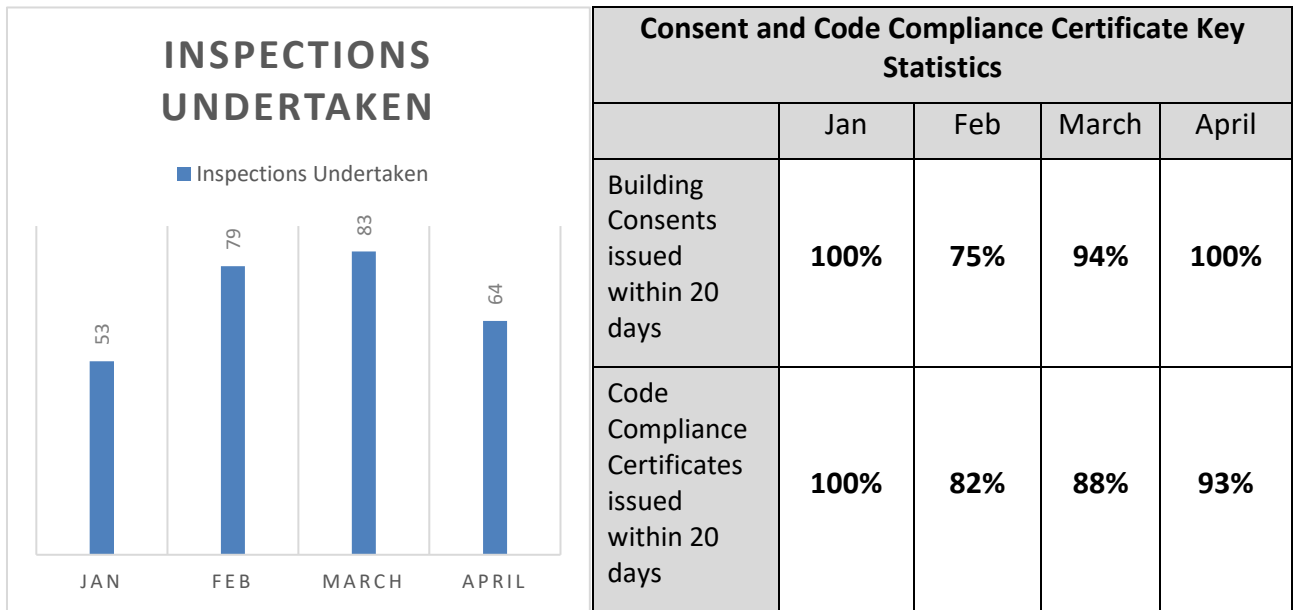 INSPECTIONS
UNDERTAKEN
Inspections Undertaken
53
79
83
64
JAN
FEB
MARCH
APRIL
Consent and Code Compliance Certificate Key
Statistics
Jan
Feb
March
April
Building
Consents
issued
within 20
days
100%
75%
94%
100%
Code
Compliance
Certificates
issued
within 20
days
100%
82%
88%
93%